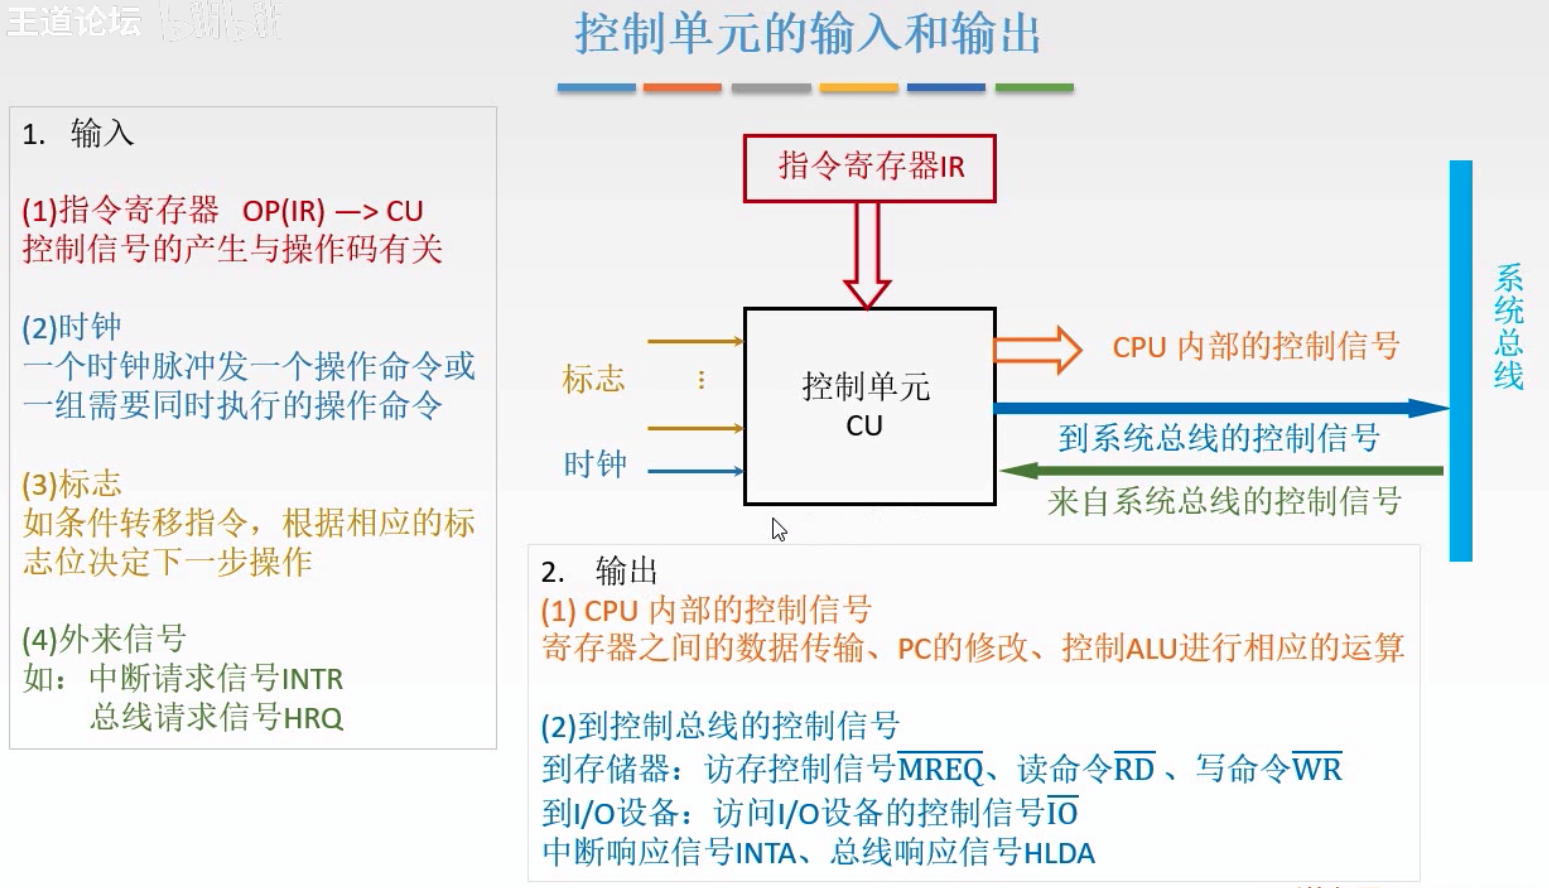 王道论坛 bilibili
控制单元的输入和输出
1. 输入
(1)指令寄存器 OP(IR) —> CU
控制信号的产生与操作码有关
(2)时钟
一个时钟脉冲发一个操作命令或
一组需要同时执行的操作命令
(3)标志
如条件转移指令，根据相应的标
志位决定下一步操作
(4)外来信号
如：中断请求信号INTR
总线请求信号HRQ
指令寄存器IR
标志
⋮
时钟
控制单元
CU
CPU 内部的控制信号
到系统总线的控制信号
来自系统总线的控制信号
系统总线
2. 输出
(1) CPU 内部的控制信号
寄存器之间的数据传输、PC的修改、控制ALU进行相应的运算
(2)到控制总线的控制信号
到存储器：访存控制信号M̅R̅E̅Q̅、读命令R̅D̅ 、写命令W̅R̅
到I/O设备：访问I/O设备的控制信号I̅O̅
中断响应信号INTA、总线响应信号HLDA